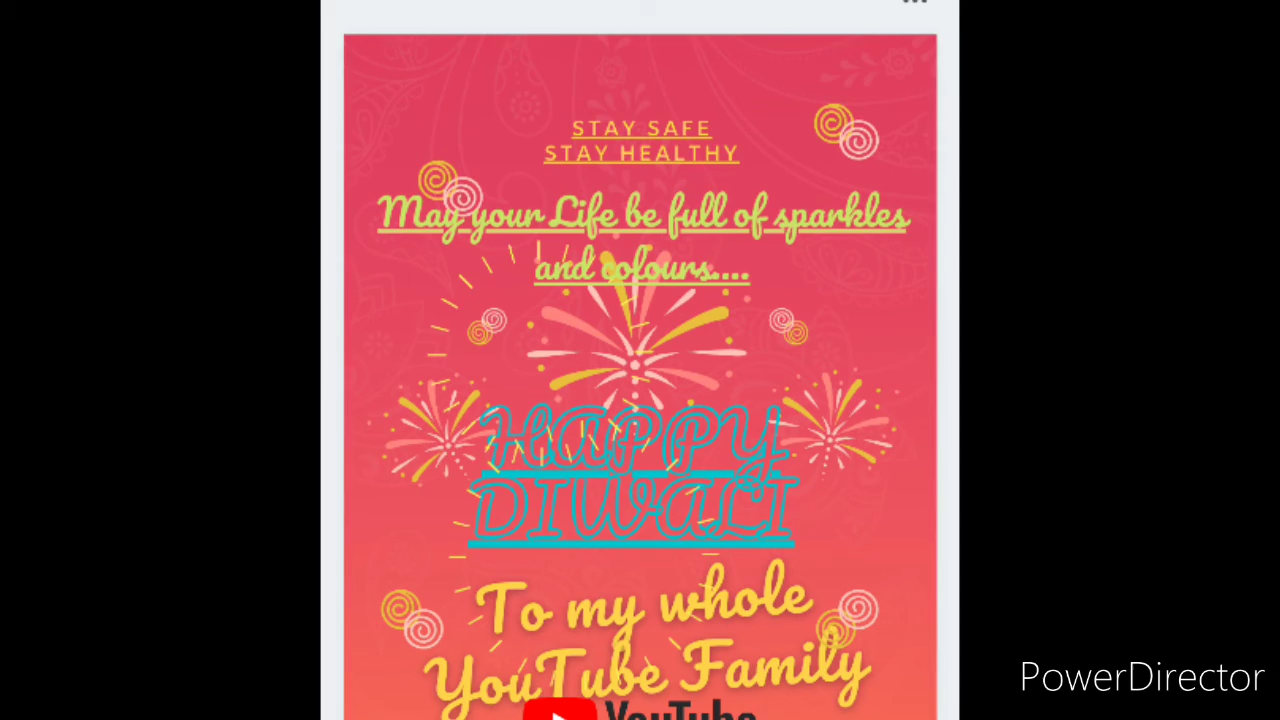 STAY SAFE
STAY HEALTHY
May your Life be full of sparkles
and colours....
HAPPY
DIWALI
To my whole
YouTube Family
YouTube
PowerDirector